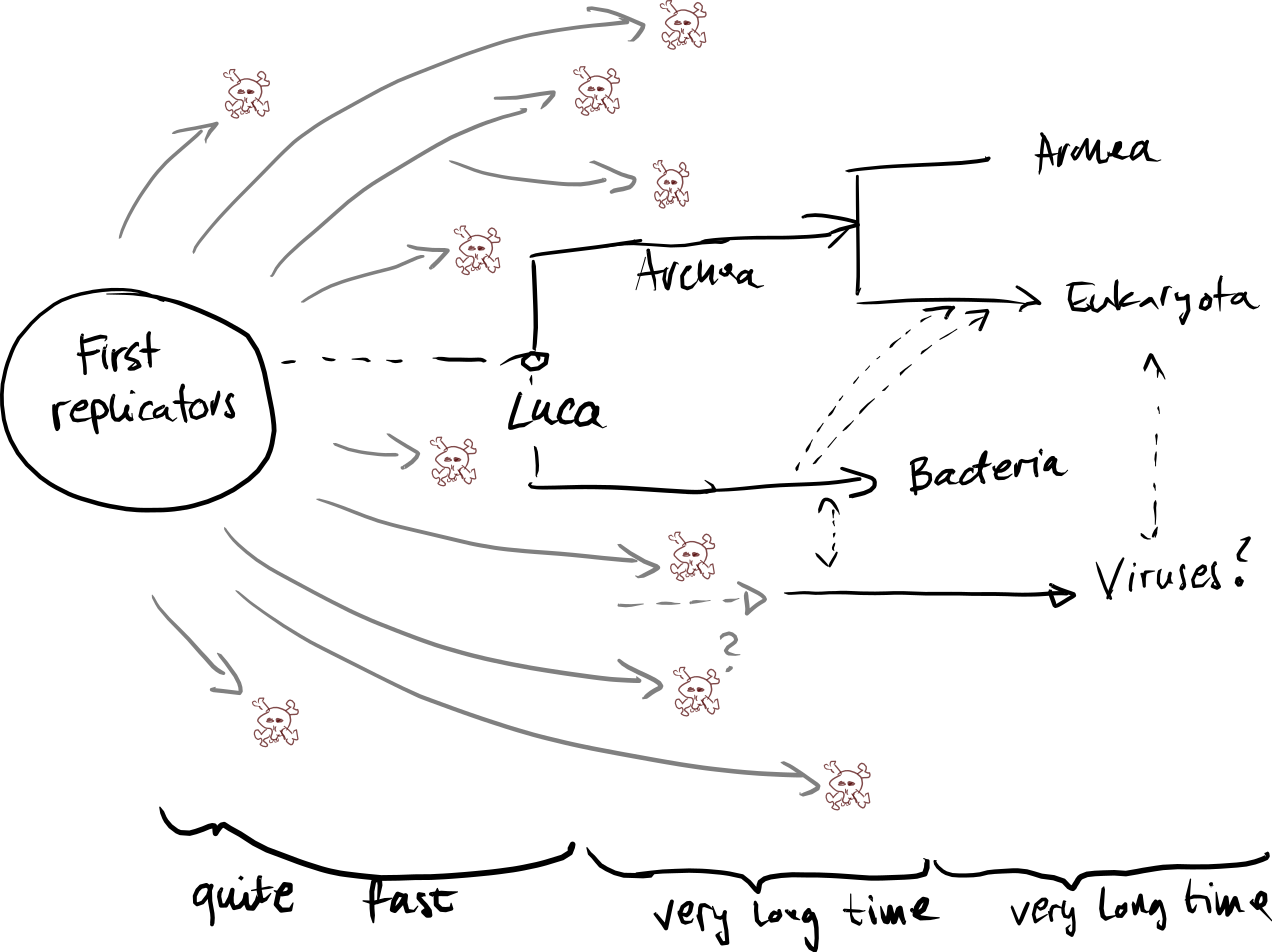 Archea
Archea
Eukaryota
First
replicators
Luca
Bacteria
Viruses?
?
quite fast
very long time
very long time